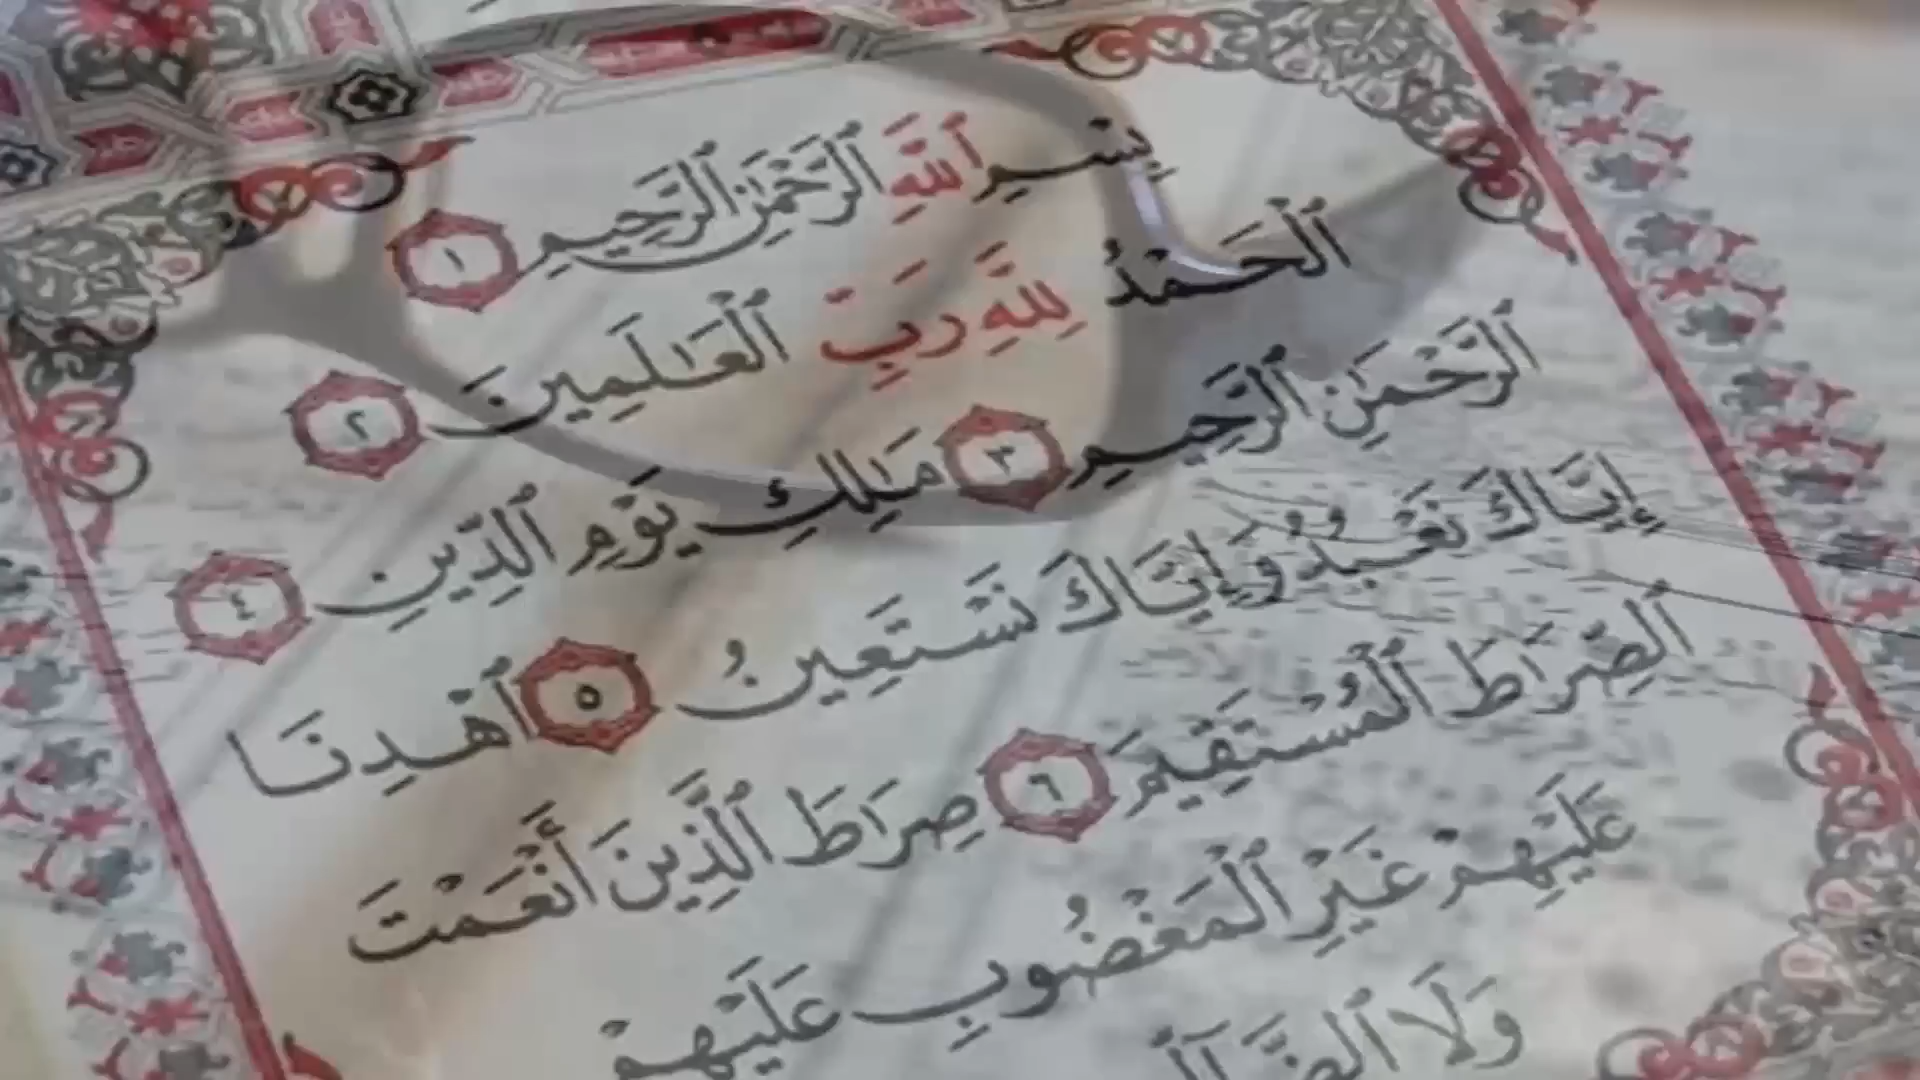 بِسْمِ ٱللَّهِ ٱلرَّحْمَٰنِ ٱلرَّحِيمِ ١
ٱلْحَمْدُ لِلَّهِ رَبِّ ٱلْعَٰلَمِينَ ٢
ٱلرَّحْمَٰنِ ٱلرَّحِيمِ ٣ مَٰلِكِ يَوْمِ ٱلدِّينِ ٤
إِيَّاكَ نَعْبُدُ وَإِيَّاكَ نَسْتَعِينُ ٥ ٱهْدِنَا
ٱلصِّرَٰطَ ٱلْمُسْتَقِيمَ ٦ صِرَٰطَ ٱلَّذِينَ أَنْعَمْتَ
عَلَيْهِمْ غَيْرِ ٱلْمَغْضُوبِ عَلَيْهِمْ
وَلَا